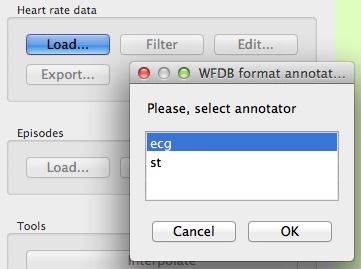 Heart rate data
Load...
Filter
Edit...
Export...
WFDB format annotat...
Please, select annotator
ecg
st
Cancel
OK
Episodes
Load...
Tools